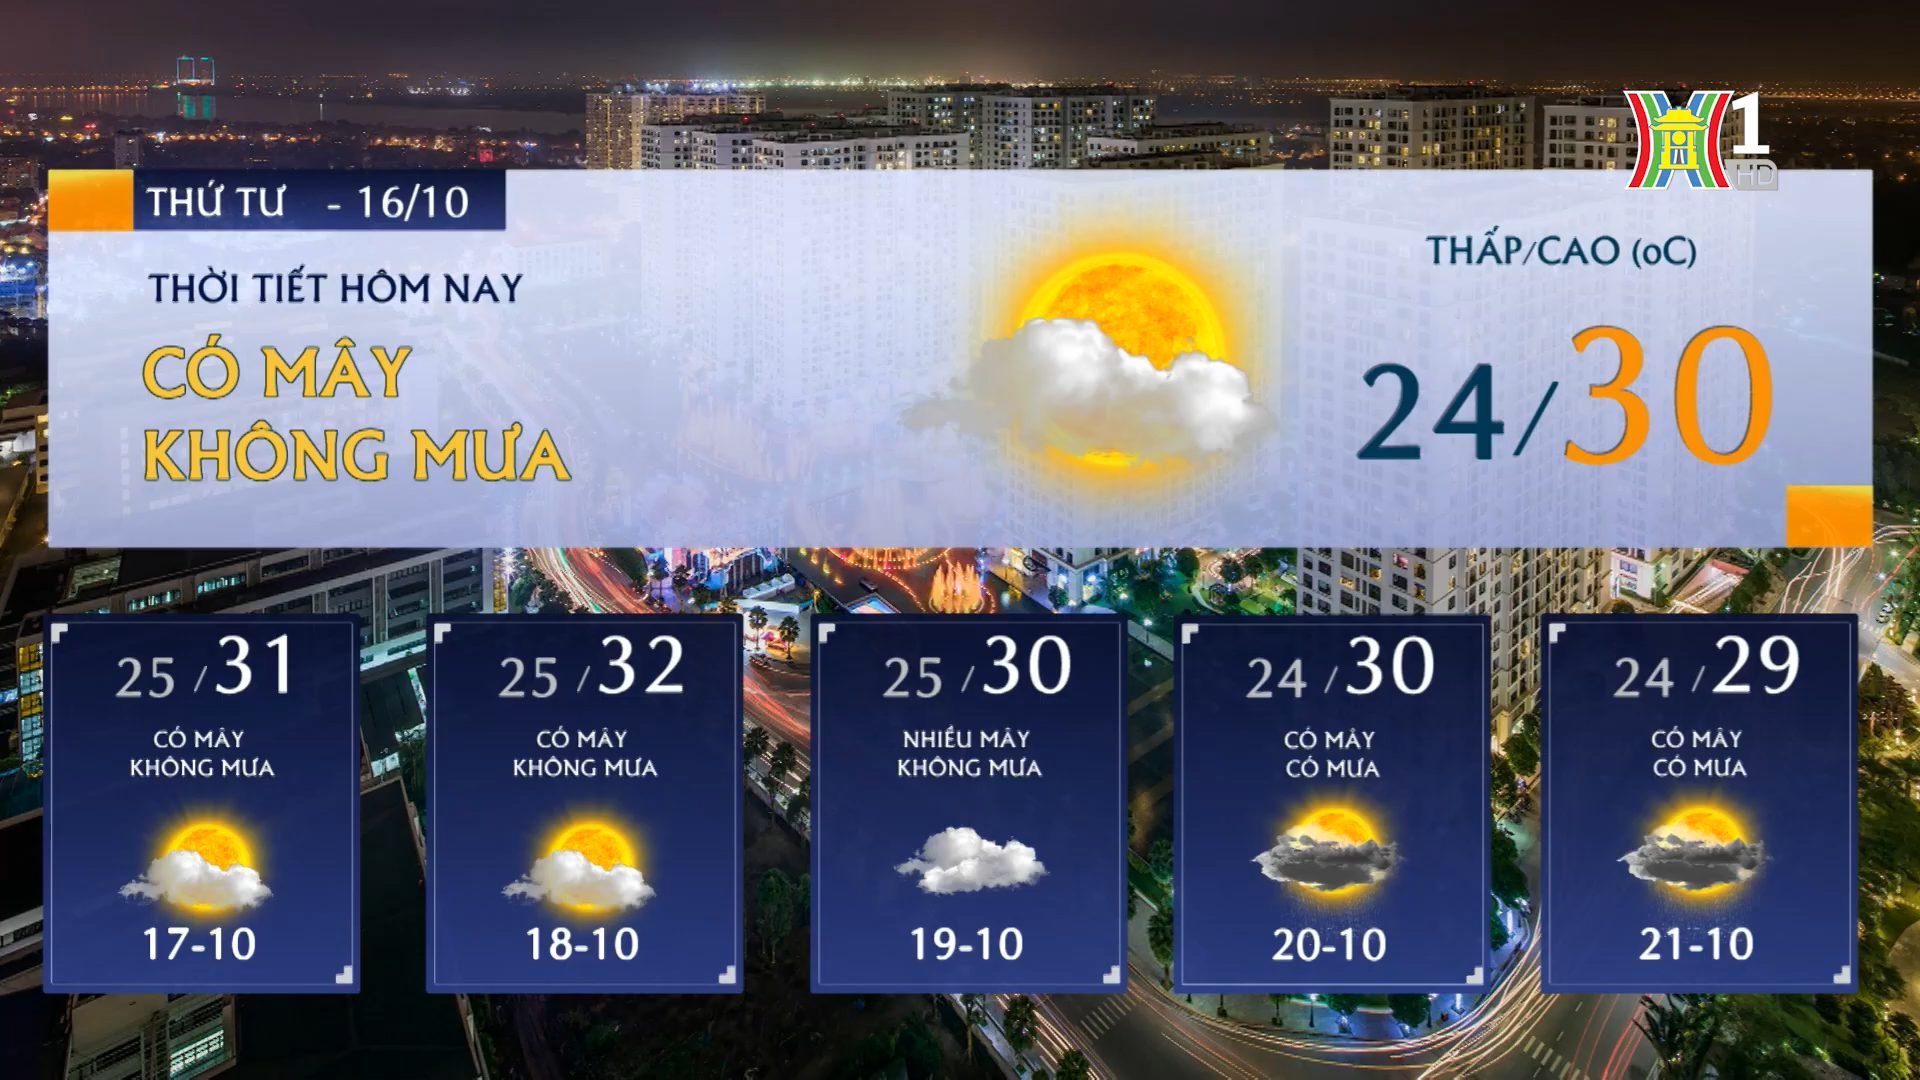 1
HD
THỨ TƯ - 16/10
THỜI TIẾT HÔM NAY
CÓ MÂY
KHÔNG MƯA
THẤP/CAO (oC)
24/30
25/31
CÓ MÂY
KHÔNG MƯA
17-10
25/32
CÓ MÂY
KHÔNG MƯA
18-10
25/30
NHIỀU MÂY
KHÔNG MƯA
19-10
24/30
CÓ MÂY
CÓ MƯA
20-10
24/29
CÓ MÂY
CÓ MƯA
21-10